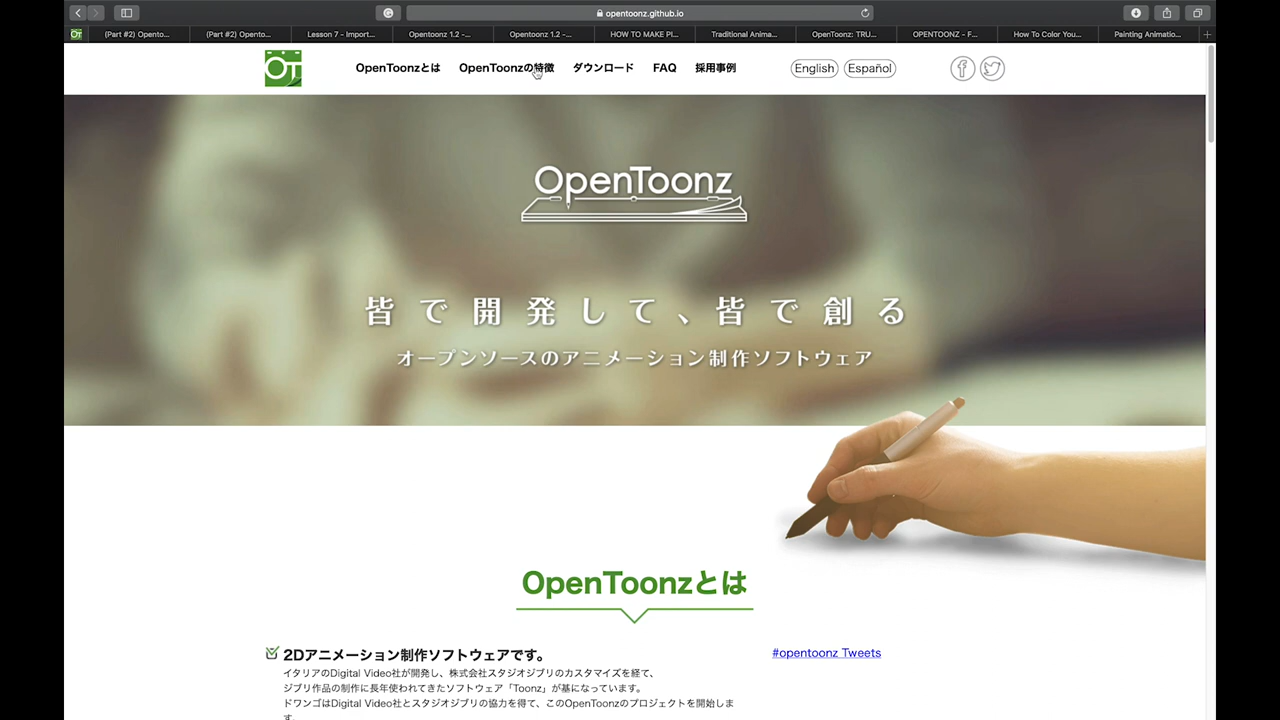 opentoonz.github.io
(Part #2) Opento...
(Part #2) Opento...
Lesson 7 - Import...
Opentoonz 1.2 -...
Opentoonz 1.2 -...
HOW TO MAKE PI...
Traditional Anima...
OpenToonz: TRU...
OPENTOONZ - F...
How To Color You...
Painting Animatio...
OT
OpenToonzとは
OpenToonzの特徴
ダウンロード
FAQ
採用事例
English
Español
OpenToonz
皆で開発して、皆で創る
オープンソースのアニメーション制作ソフトウェア
OpenToonzとは
2Dアニメーション制作ソフトウェアです。
#opentoonz Tweets
イタリアのDigital Video社が開発し、株式会社スタジオジブリのカスタマイズを経て、
ジブリ作品の制作に長年使われてきたソフトウェア「Toonz」が基になっています。
ドワンゴはDigital Video社とスタジオジブリの協力を得て、このOpenToonzのプロジェクトを開始しま
す。